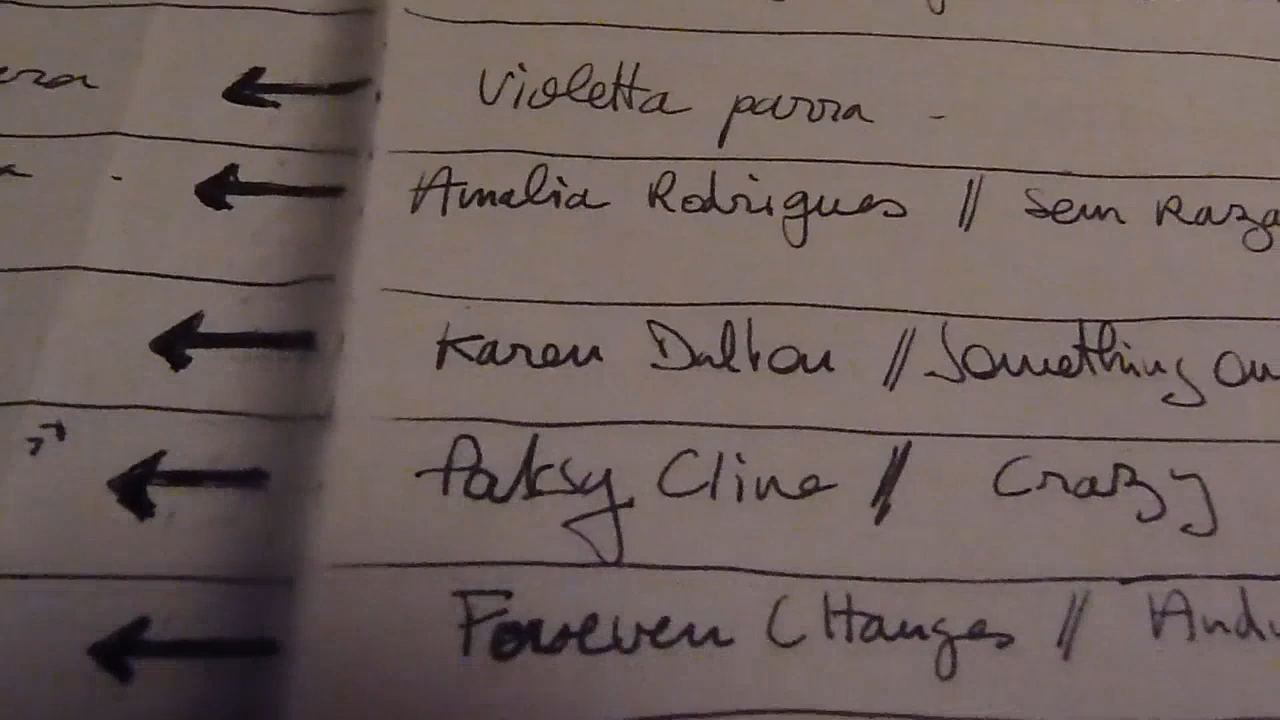 Violetta parra -
Amalia Rodrigues // Sem Raza
Karen Dalton // Something on
Patsy Cline // Crazy
Forever CHanges // And